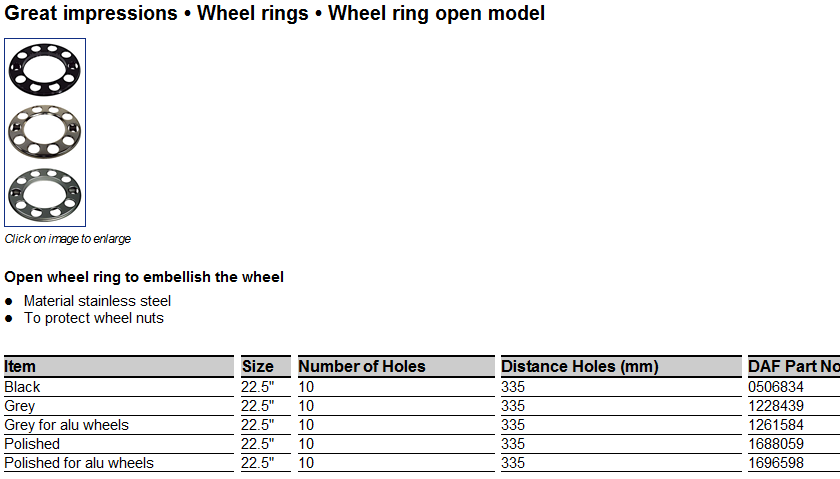 Great impressions • Wheel rings • Wheel ring open model
Click on image to enlarge
Open wheel ring to embellish the wheel
● Material stainless steel
● To protect wheel nuts
Item Size Number of Holes Distance Holes (mm) DAF Part No
Black 22.5" 10 335 0506834
Grey 22.5" 10 335 1228439
Grey for alu wheels 22.5" 10 335 1261584
Polished 22.5" 10 335 1688059
Polished for alu wheels 22.5" 10 335 1696598